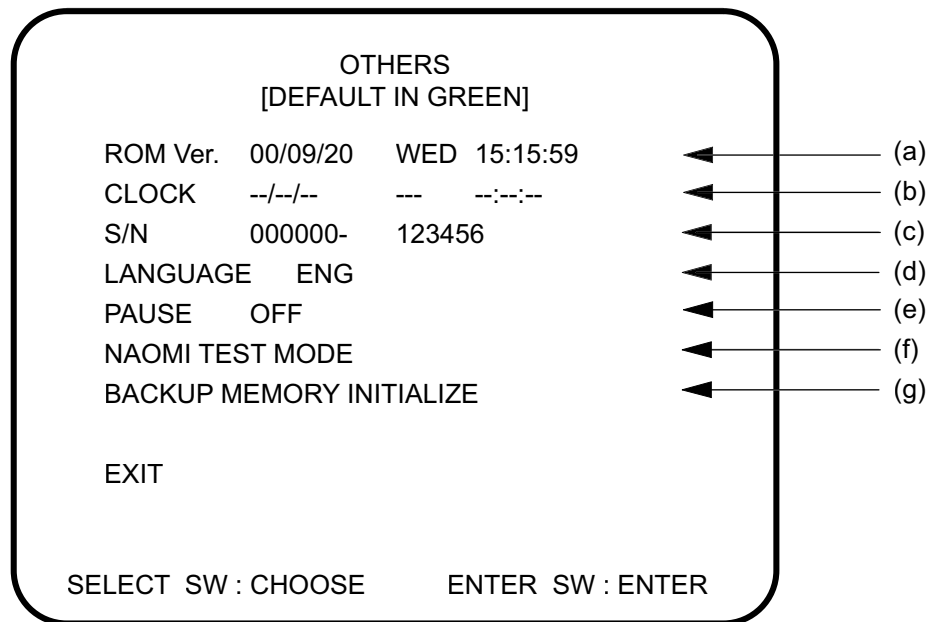 OTHERS
[DEFAULT IN GREEN]
ROM Ver. 00/09/20 WED 15:15:59 (a)
CLOCK --/--/-- --- --:--:-- (b)
S/N 000000- 123456 (c)
LANGUAGE ENG (d)
PAUSE OFF (e)
NAOMI TEST MODE (f)
BACKUP MEMORY INITIALIZE (g)
EXIT
SELECT SW : CHOOSE ENTER SW : ENTER